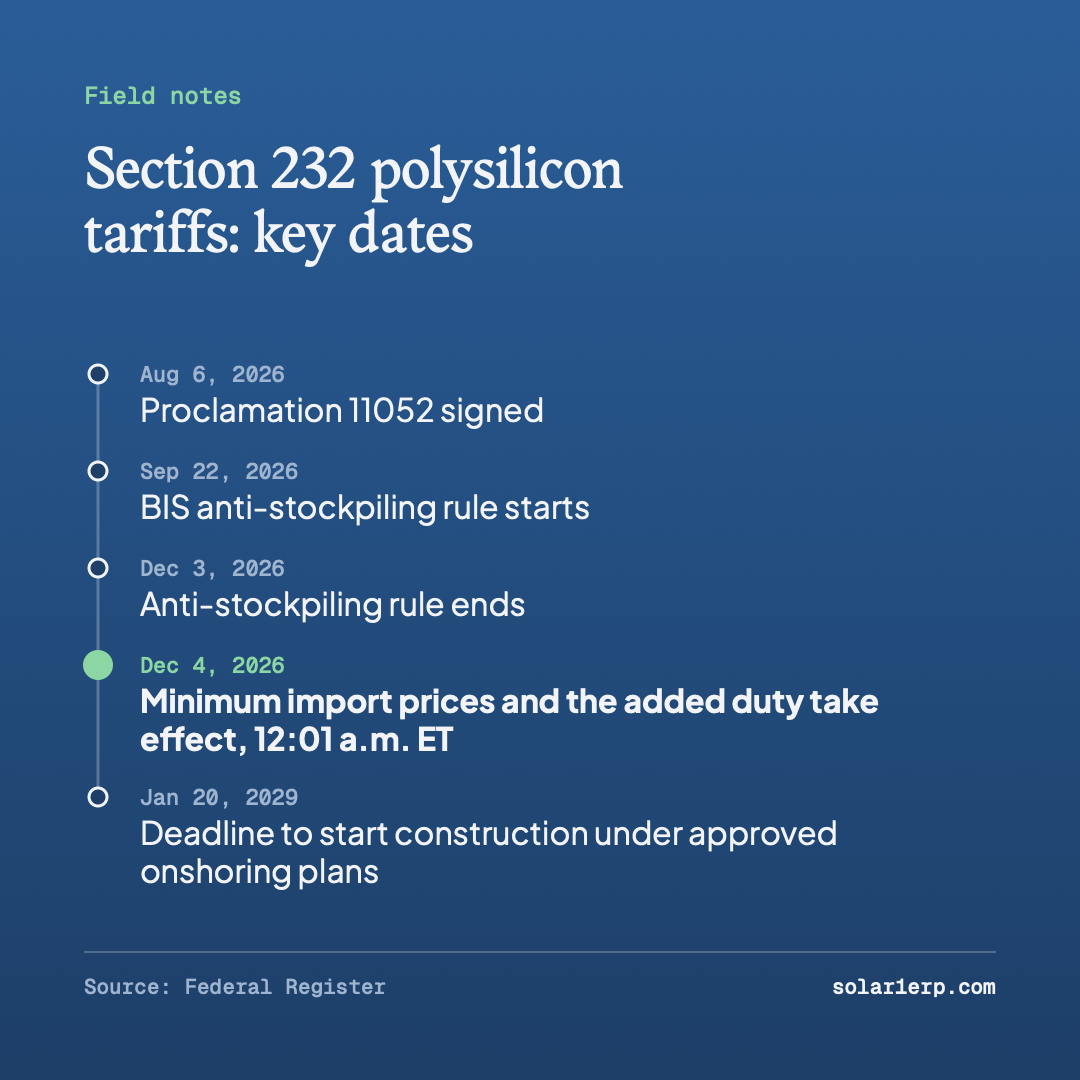 Field notes
Section 232 polysilicon
tariffs: key dates
Aug 6, 2026
Proclamation 11052 signed
Sep 22, 2026
BIS anti-stockpiling rule starts
Dec 3, 2026
Anti-stockpiling rule ends
Dec 4, 2026
Minimum import prices and the added duty take
effect, 12:01 a.m. ET
Jan 20, 2029
Deadline to start construction under approved
onshoring plans
Source: Federal Register
solar1erp.com